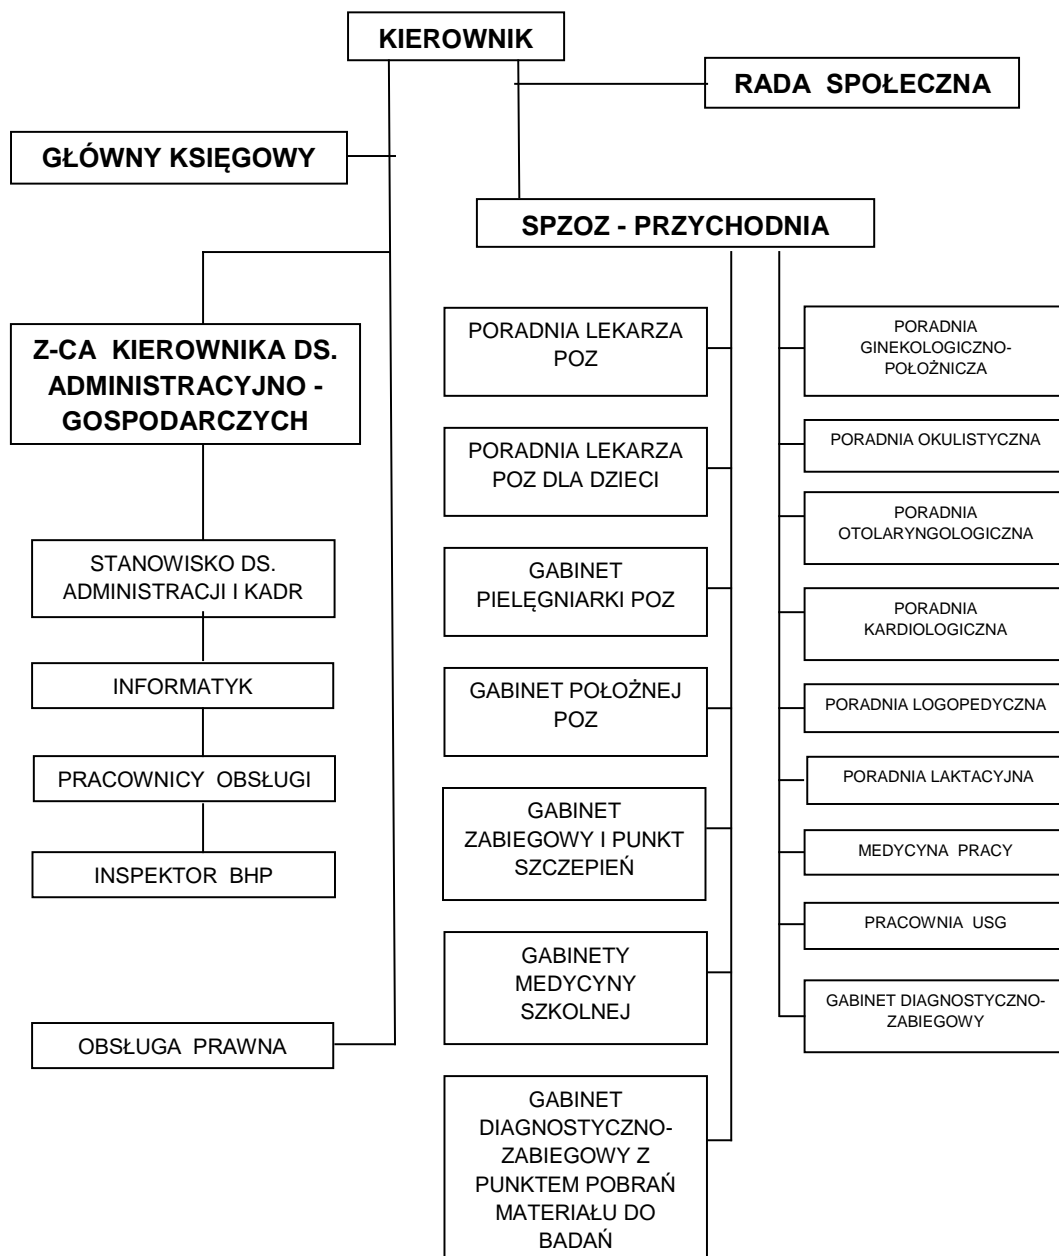 KIEROWNIK
RADA SPOŁECZNA
GŁÓWNY KSIĘGOWY
SPZOZ - PRZYCHODNIA
Z-CA KIEROWNIKA DS.
ADMINISTRACYJNO -
GOSPODARCZYCH
STANOWISKO DS.
ADMINISTRACJI I KADR
INFORMATYK
PRACOWNICY OBSŁUGI
INSPEKTOR BHP
OBSŁUGA PRAWNA
PORADNIA LEKARZA
POZ
PORADNIA LEKARZA
POZ DLA DZIECI
GABINET
PIELĘGNIARKI POZ
GABINET POŁOŻNEJ
POZ
GABINET
ZABIEGOWY I PUNKT
SZCZEPIEŃ
GABINETY
MEDYCYNY
SZKOLNEJ
GABINET
DIAGNOSTYCZNO-
ZABIEGOWY Z
PUNKTEM POBRAŃ
MATERIAŁU DO
BADAŃ
PORADNIA
GINEKOLOGICZNO-
POŁOŻNICZA
PORADNIA OKULISTYCZNA
PORADNIA
OTOLARYNGOLOGICZNA
PORADNIA
KARDIOLOGICZNA
PORADNIA LOGOPEDYCZNA
PORADNIA LAKTACYJNA
MEDYCYNA PRACY
PRACOWNIA USG
GABINET DIAGNOSTYCZNO-
ZABIEGOWY